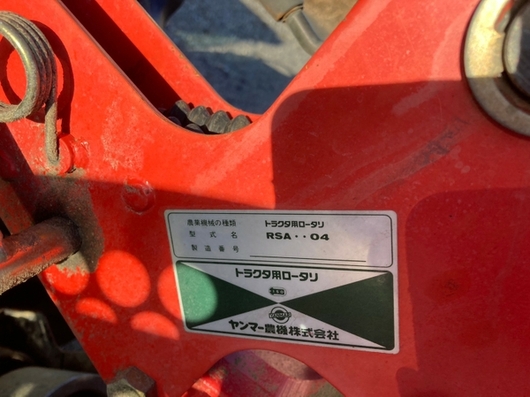 農業機械の種類 トラクタ用ロータリ
型式名 RSA・・04
製造番号
トラクタ用ロータリ
ヤンマー農機株式会社